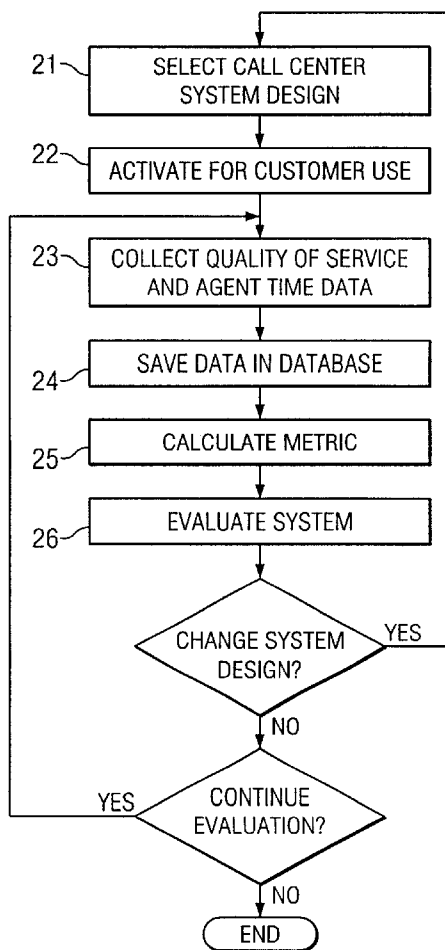 21
SELECT CALL CENTER
SYSTEM DESIGN
22
ACTIVATE FOR CUSTOMER USE
23
COLLECT QUALITY OF SERVICE
AND AGENT TIME DATA
24
SAVE DATA IN DATABASE
25
CALCULATE METRIC
26
EVALUATE SYSTEM
CHANGE SYSTEM
DESIGN?
YES
NO
CONTINUE
EVALUATION?
YES
NO
END